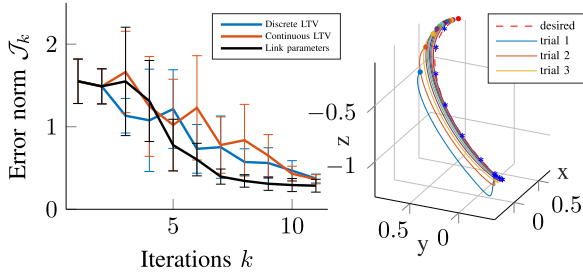 Error norm 𝒥ₖ
2
1
0
5
10
Iterations k
Discrete LTV
Continuous LTV
Link parameters
desired
trial 1
trial 2
trial 3
z
−0.5
−1
x
0.5
0
y
0.5
0